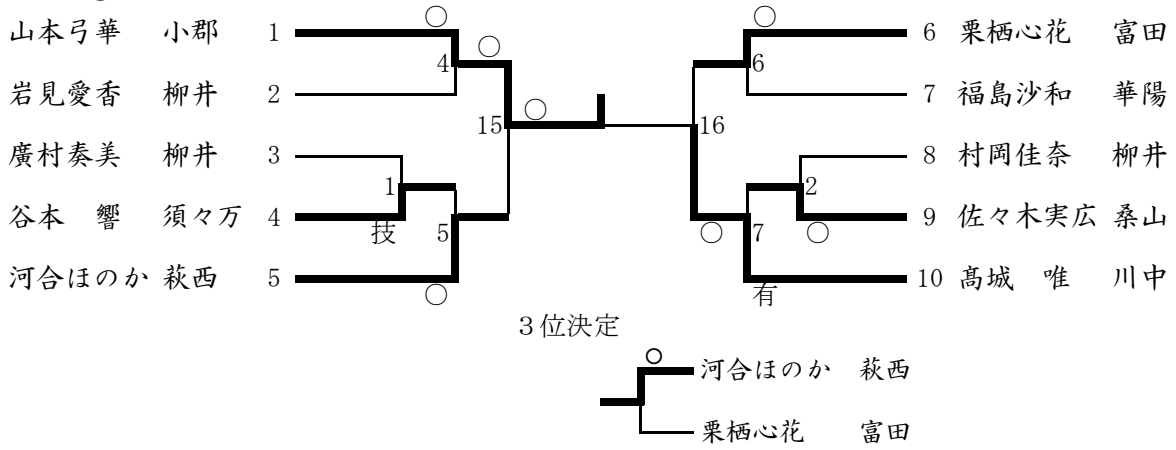 ○ ○
山本弓華 小郡 1 6 栗栖心花 富田
○
4 6
岩見愛香 柳井 2 7 福島沙和 華陽
○
15 16
廣村奏美 柳井 3 8 村岡佳奈 柳井
1 2
谷本 響 須々万 4 9 佐々木実広 桑山
技 5 ○ 7 ○
河合ほのか 萩西 5 10 髙城 唯 川中
○ 有
3位決定
○
河合ほのか 萩西
栗栖心花 富田